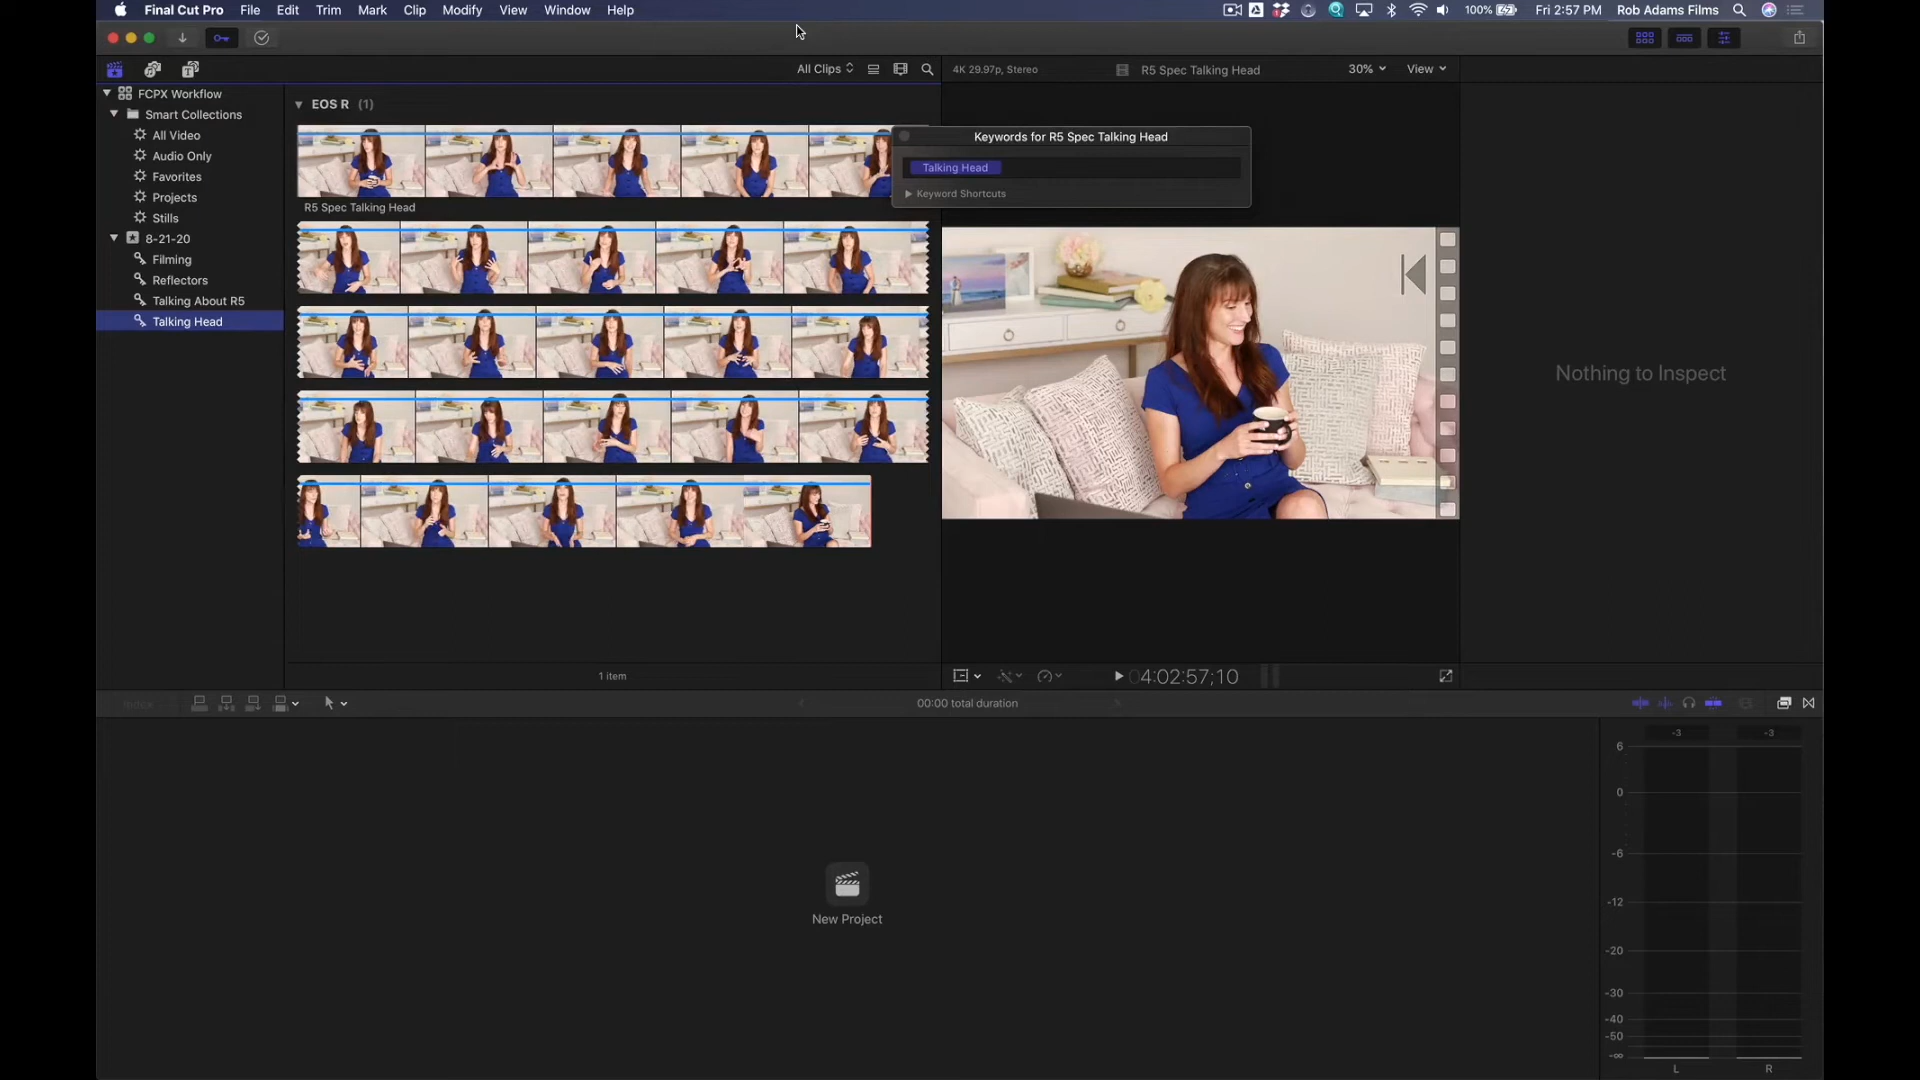 Final Cut Pro File Edit Trim Mark Clip Modify View Window Help 100% Fri 2:57 PM Rob Adams Films
All Clips 4K 29.97p, Stereo R5 Spec Talking Head 30% View
FCPX Workflow
Smart Collections
All Video
Audio Only
Favorites
Projects
Stills
8-21-20
Filming
Reflectors
Talking About R5
Talking Head
EOS R (1)
R5 Spec Talking Head
1 item
Keywords for R5 Spec Talking Head
Talking Head
Keyword Shortcuts
Nothing to Inspect
04:02:57;10
Index 00:00 total duration
New Project
-3 -3
6
0
-6
-12
-20
-30
-40
-50
-∞
L R